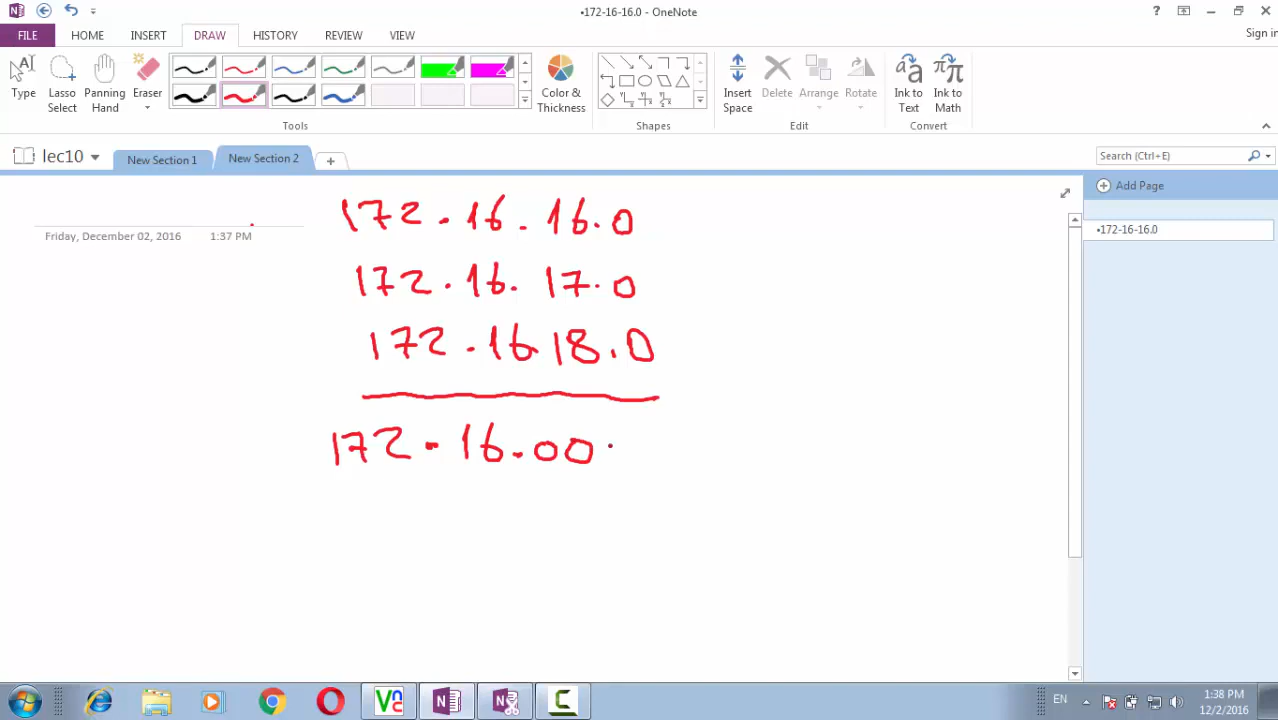 •172-16-16.0 - OneNote
Sign in
FILE HOME INSERT DRAW HISTORY REVIEW VIEW
Type
Lasso Select
Panning Hand
Eraser
Color & Thickness
Insert Space
Delete
Arrange
Rotate
Ink to Text
Ink to Math
Tools
Shapes
Edit
Convert
lec10
New Section 1
New Section 2
Search (Ctrl+E)
Add Page
•172-16-16.0
Friday, December 02, 2016 1:37 PM
172.16.16.0
172.16.17.0
172.16 18.0
172.16.00.
EN
1:38 PM
12/2/2016